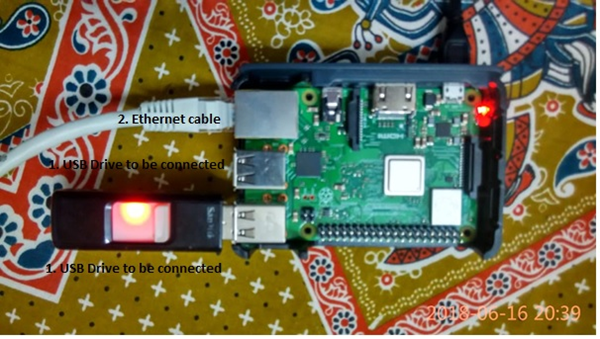 2. Ethernet cable
1. USB Drive to be connected
1. USB Drive to be connected
HDMI
2018-06-16 20:39